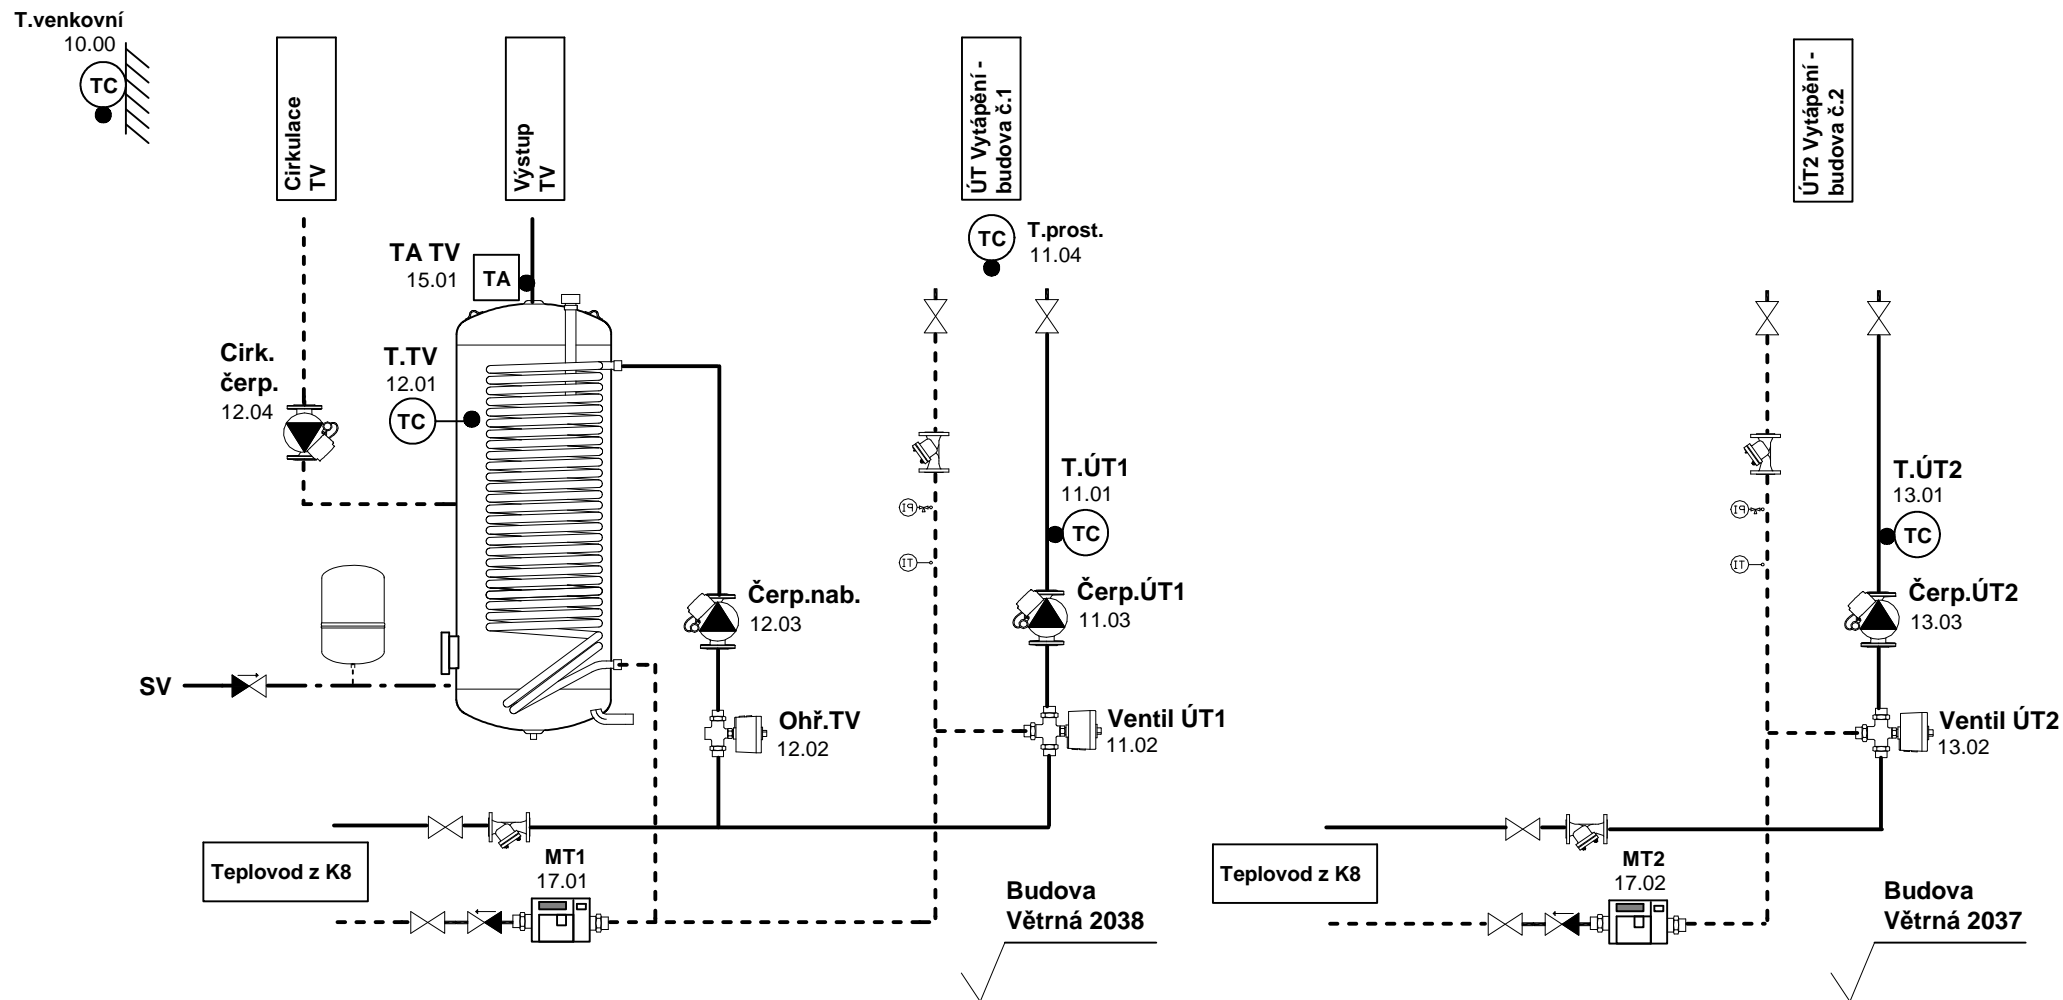 T.venkovní
10.00
TC
Cirkulace
TV
Výstup
TV
ÚT Vytápění -
budova č.1
ÚT2 Vytápění -
budova č.2
TC
T.prost.
11.04
TA TV
15.01
TA
Cirk.
čerp.
12.04
T.TV
12.01
TC
T.ÚT1
11.01
TC
PI
TI
T.ÚT2
13.01
TC
PI
TI
Čerp.nab.
12.03
Čerp.ÚT1
11.03
Čerp.ÚT2
13.03
SV
Ohř.TV
12.02
Ventil ÚT1
11.02
Ventil ÚT2
13.02
Teplovod z K8
MT1
17.01
Budova
Větrná 2038
Teplovod z K8
MT2
17.02
Budova
Větrná 2037